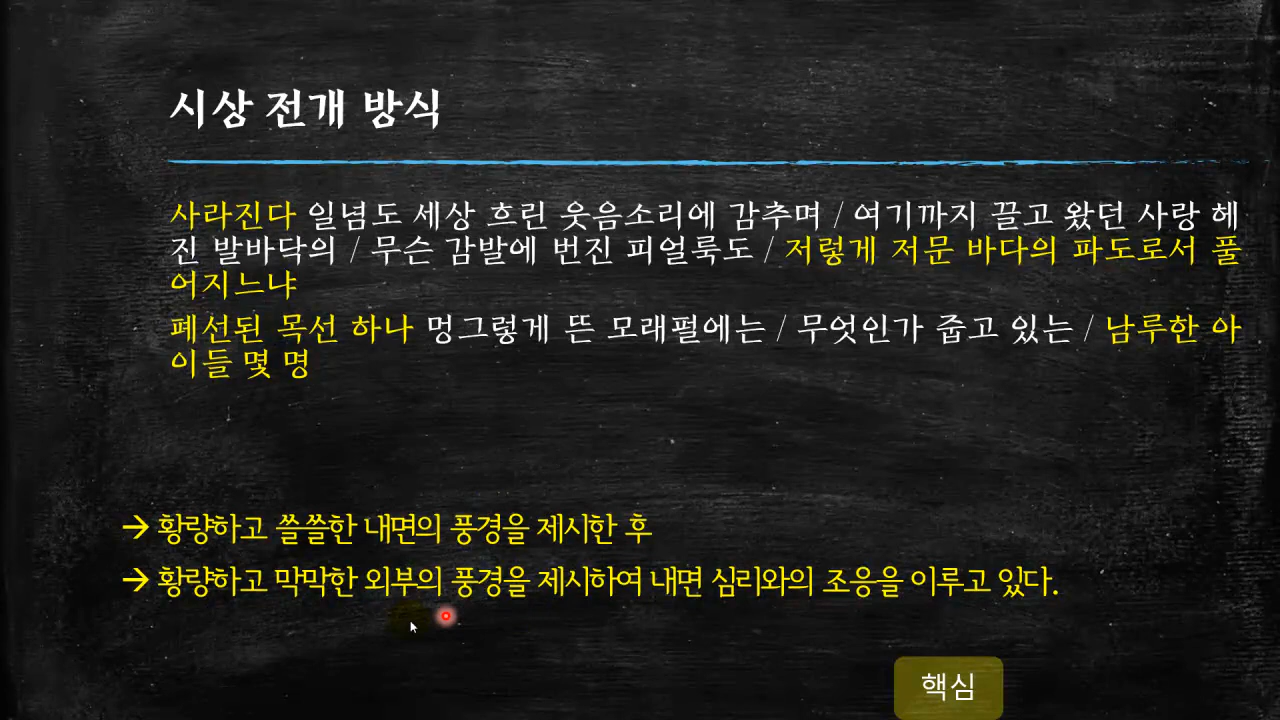 시상 전개 방식
사라진다 일념도 세상 흐린 웃음소리에 감추며 / 여기까지 끌고 왔던 사랑 헤
진 발바닥의 / 무슨 감발에 번진 피얼룩도 / 저렇게 저문 바다의 파도로서 풀
어지느냐
폐선된 목선 하나 멍그렇게 뜬 모래펄에는 / 무엇인가 줍고 있는 / 남루한 아
이들 몇 명
→ 황량하고 쓸쓸한 내면의 풍경을 제시한 후
→ 황량하고 막막한 외부의 풍경을 제시하여 내면 심리와의 조응을 이루고 있다.
핵심